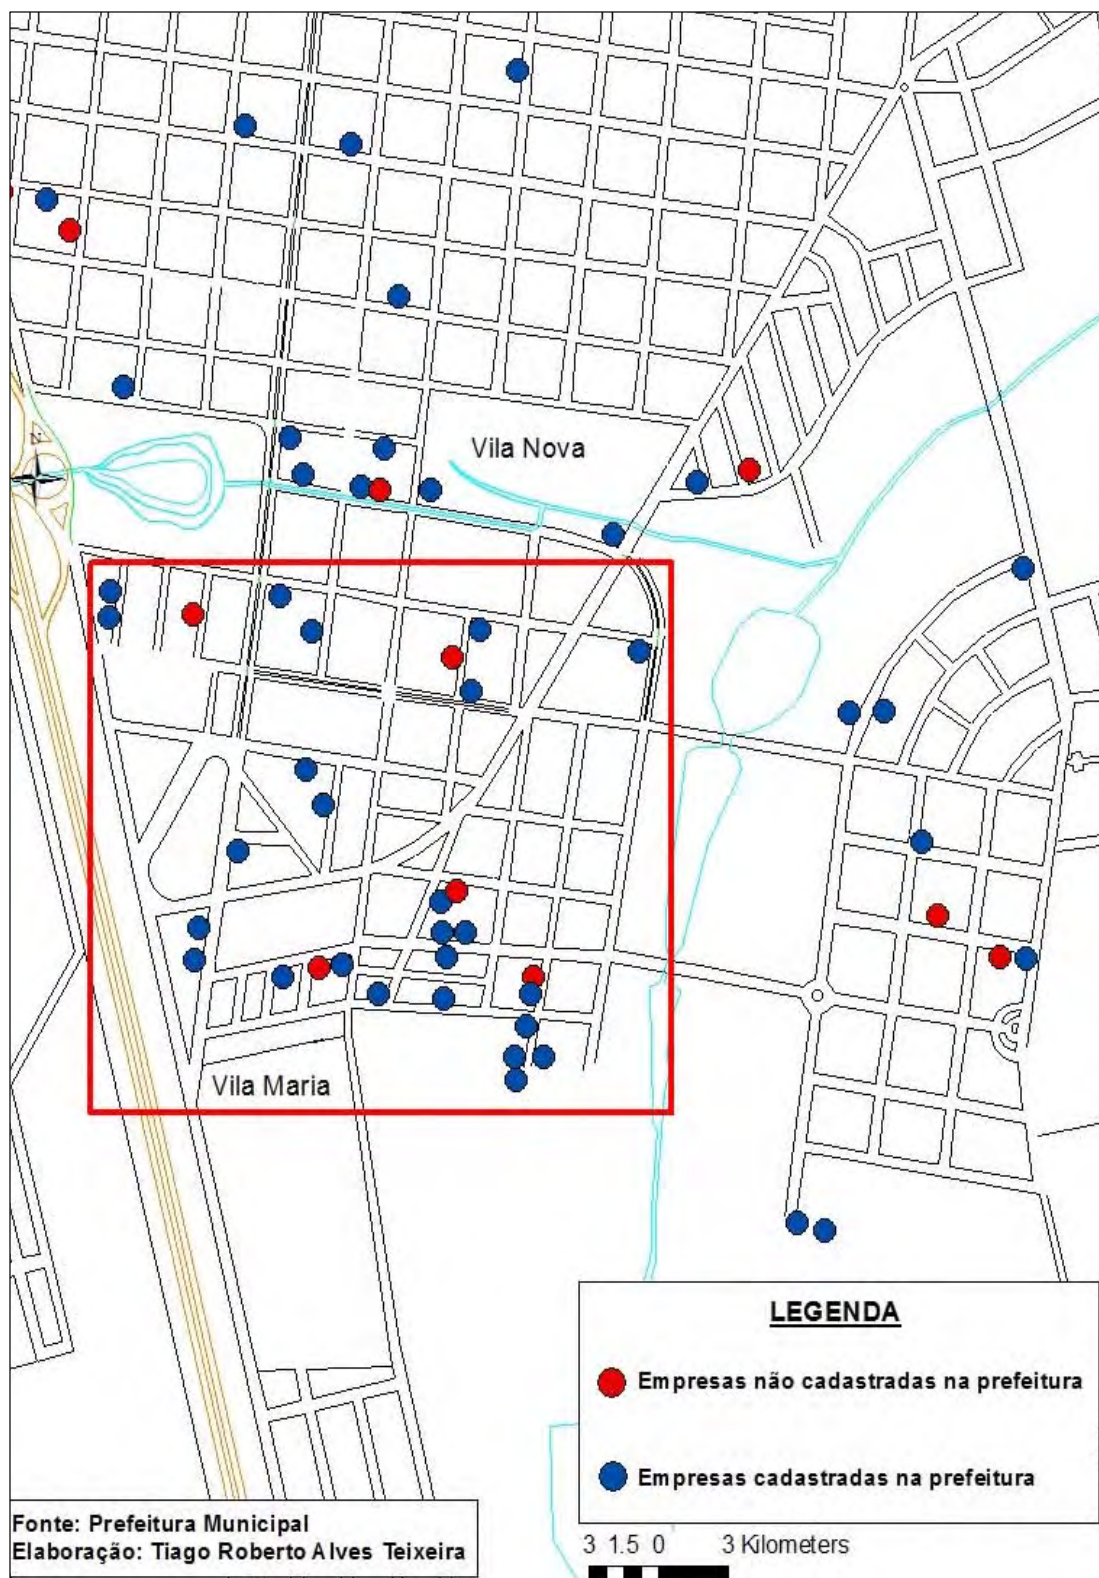 N
Vila Nova
Vila Maria
LEGENDA
Empresas não cadastradas na prefeitura
Empresas cadastradas na prefeitura
Fonte: Prefeitura Municipal
Elaboração: Tiago Roberto Alves Teixeira
3 1.5 0 3 Kilometers